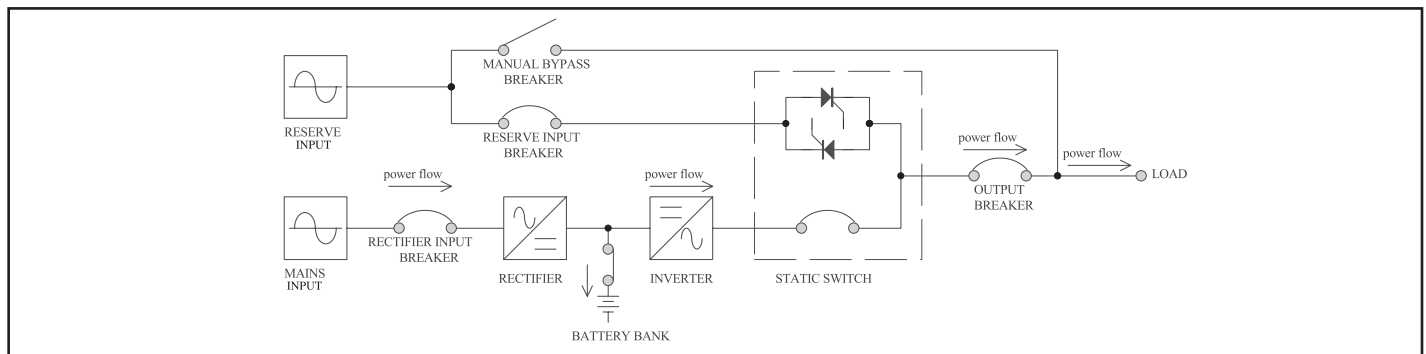 MANUAL BYPASS
BREAKER
RESERVE
INPUT
RESERVE INPUT
BREAKER
power flow
power flow
power flow
power flow
LOAD
OUTPUT
BREAKER
RECTIFIER INPUT
BREAKER
MAINS
INPUT
RECTIFIER
INVERTER
STATIC SWITCH
BATTERY BANK